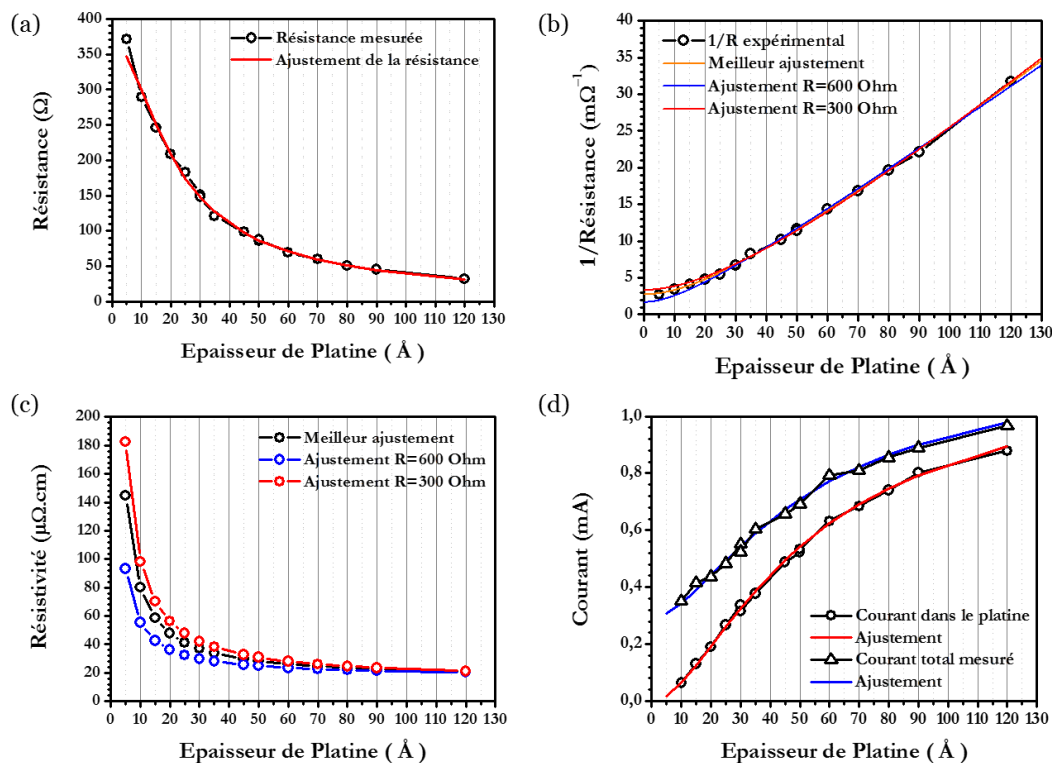 (a)
400
350
300
250
200
150
100
50
0
Résistance (Ω)
Résistance mesurée
Ajustement de la résistance
0 10 20 30 40 50 60 70 80 90 100 110 120 130
Epaisseur de Platine ( Å )
(b)
40
35
30
25
20
15
10
5
0
1/Résistance (mΩ⁻¹)
1/R expérimental
Meilleur ajustement
Ajustement R=600 Ohm
Ajustement R=300 Ohm
0 10 20 30 40 50 60 70 80 90 100 110 120 130
Epaisseur de Platine ( Å )
(c)
200
180
160
140
120
100
80
60
40
20
0
Résistivité (μΩ.cm)
Meilleur ajustement
Ajustement R=600 Ohm
Ajustement R=300 Ohm
0 10 20 30 40 50 60 70 80 90 100 110 120 130
Epaisseur de Platine ( Å )
(d)
1,0
0,8
0,6
0,4
0,2
0,0
Courant (mA)
Courant dans le platine
Ajustement
Courant total mesuré
Ajustement
0 10 20 30 40 50 60 70 80 90 100 110 120 130
Epaisseur de Platine ( Å )